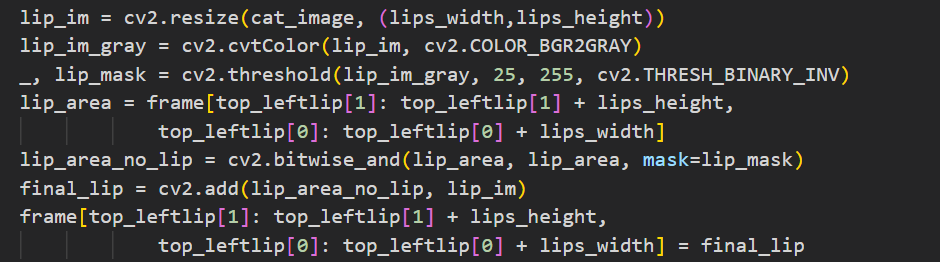 lip_im = cv2.resize(cat_image, (lips_width,lips_height))
lip_im_gray = cv2.cvtColor(lip_im, cv2.COLOR_BGR2GRAY)
_, lip_mask = cv2.threshold(lip_im_gray, 25, 255, cv2.THRESH_BINARY_INV)
lip_area = frame[top_leftlip[1]: top_leftlip[1] + lips_height,
            top_leftlip[0]: top_leftlip[0] + lips_width]
lip_area_no_lip = cv2.bitwise_and(lip_area, lip_area, mask=lip_mask)
final_lip = cv2.add(lip_area_no_lip, lip_im)
frame[top_leftlip[1]: top_leftlip[1] + lips_height,
            top_leftlip[0]: top_leftlip[0] + lips_width] = final_lip